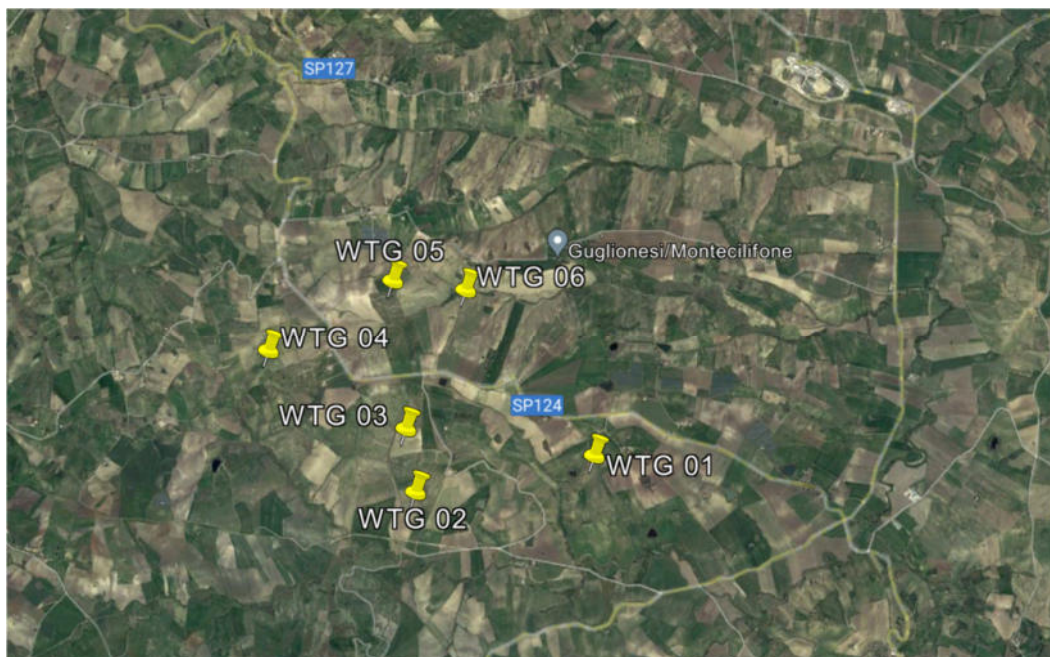 SP127
WTG 05
Guglionesi/Montecilifone
WTG 06
WTG 04
SP124
WTG 03
WTG 01
WTG 02